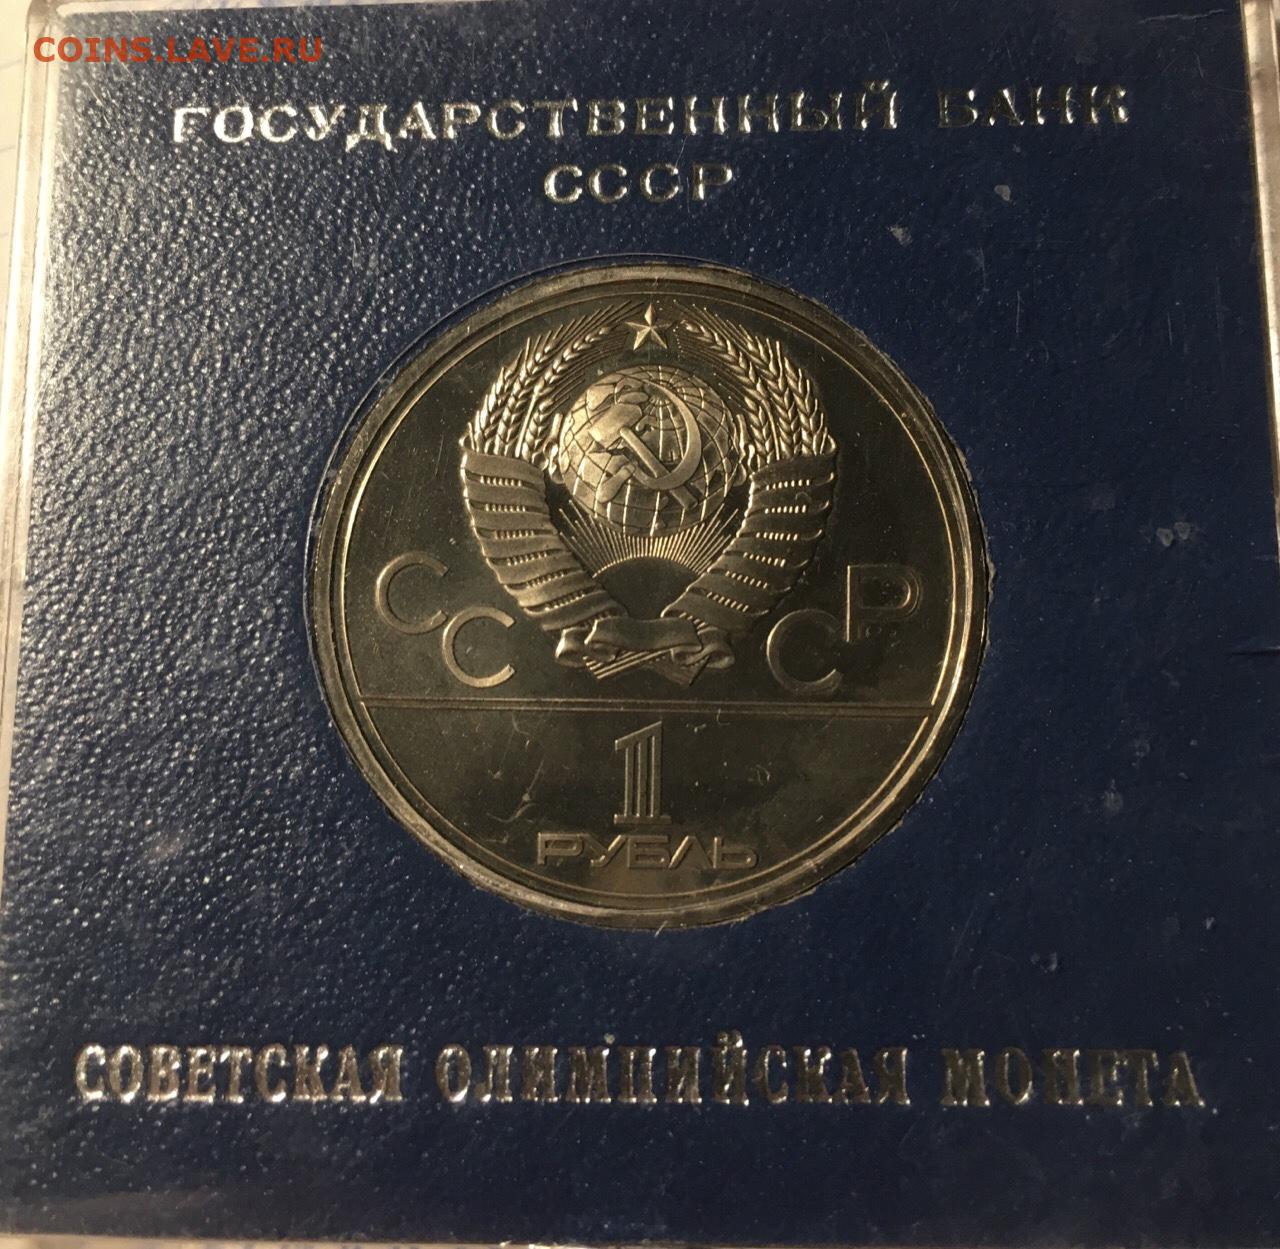 COINS.LAVE.RU
ГОСУДАРСТВЕННЫЙ БАНК
СССР
СССР
1
РУБЛЬ
СОВЕТСКАЯ ОЛИМПИЙСКАЯ МОНЕТА